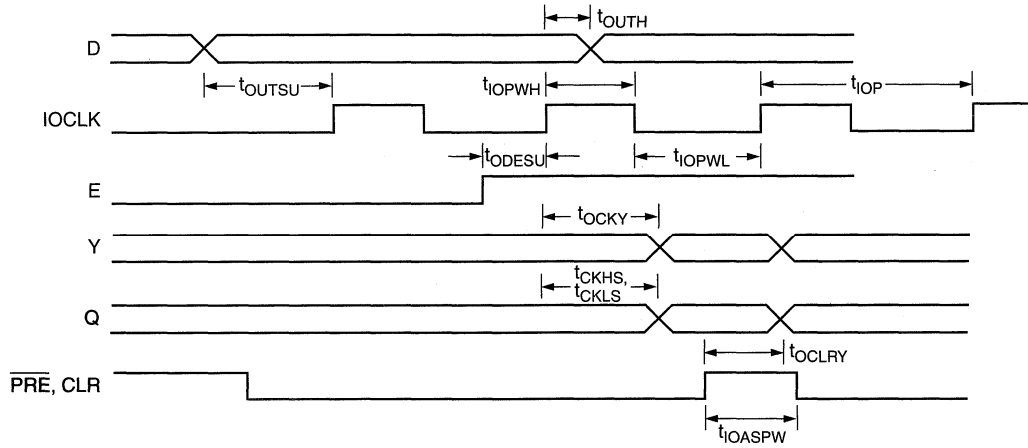 tOUTH
D
tOUTSU
tIOPWH
tIOP
IOCLK
tODESU
tIOPWL
E
tOCKY
Y
tCKHS,
tCKLS
Q
tOCLRY
PRE, CLR
tIOASPW